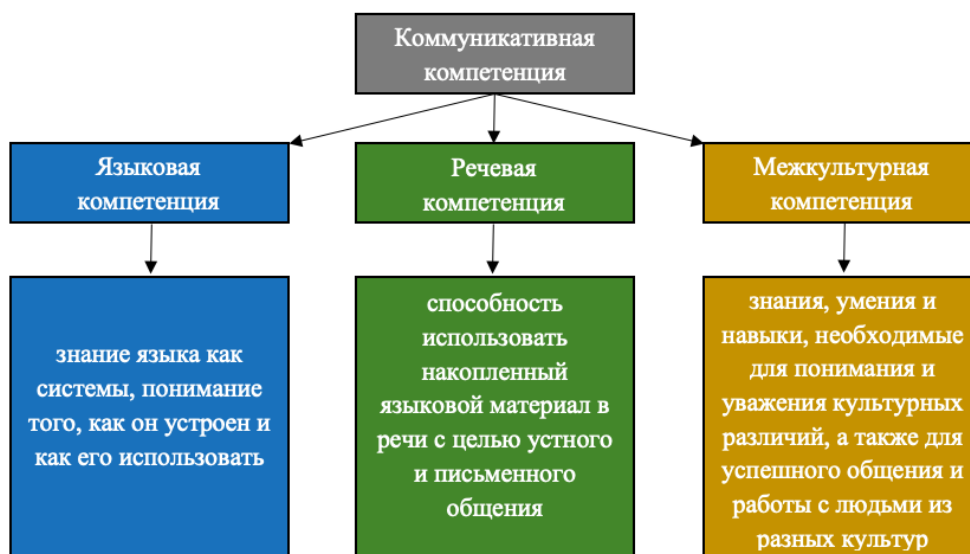 Коммуникативная
компетенция
Языковая
компетенция
Речевая
компетенция
Межкультурная
компетенция
знание языка как
системы, понимание
того, как он устроен и
как его использовать
способность
использовать
накопленный
языковой материал в
речи с целью устного
и письменного
общения
знания, умения и
навыки, необходимые
для понимания и
уважения культурных
различий, а также для
успешного общения и
работы с людьми из
разных культур